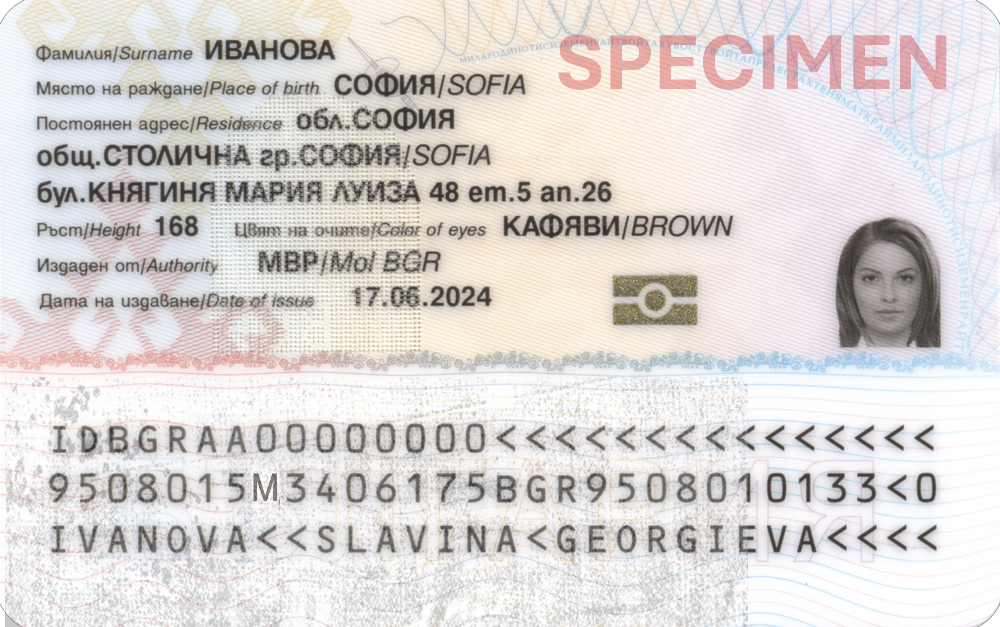 Фамилия/Surname ИВАНОВА
SPECIMEN
Място на раждане/Place of birth СОФИЯ/SOFIA
Постоянен адрес/Residence обл.СОФИЯ
общ.СТОЛИЧНА гр.СОФИЯ/SOFIA
бул.КНЯГИНЯ МАРИЯ ЛУИЗА 48 ет.5 ап.26
Ръст/Height 168 Цвят на очите/Color of eyes КАФЯВИ/BROWN
Издаден от/Authority МВР/MoI BGR
Дата на издаване/Date of issue 17.06.2024
IDBGRAA00000000<<<<<<<<<<<<<<<
9508015M3406175BGR9508010133<0
IVANOVA<<SLAVINA<GEORGIEVA<<<<